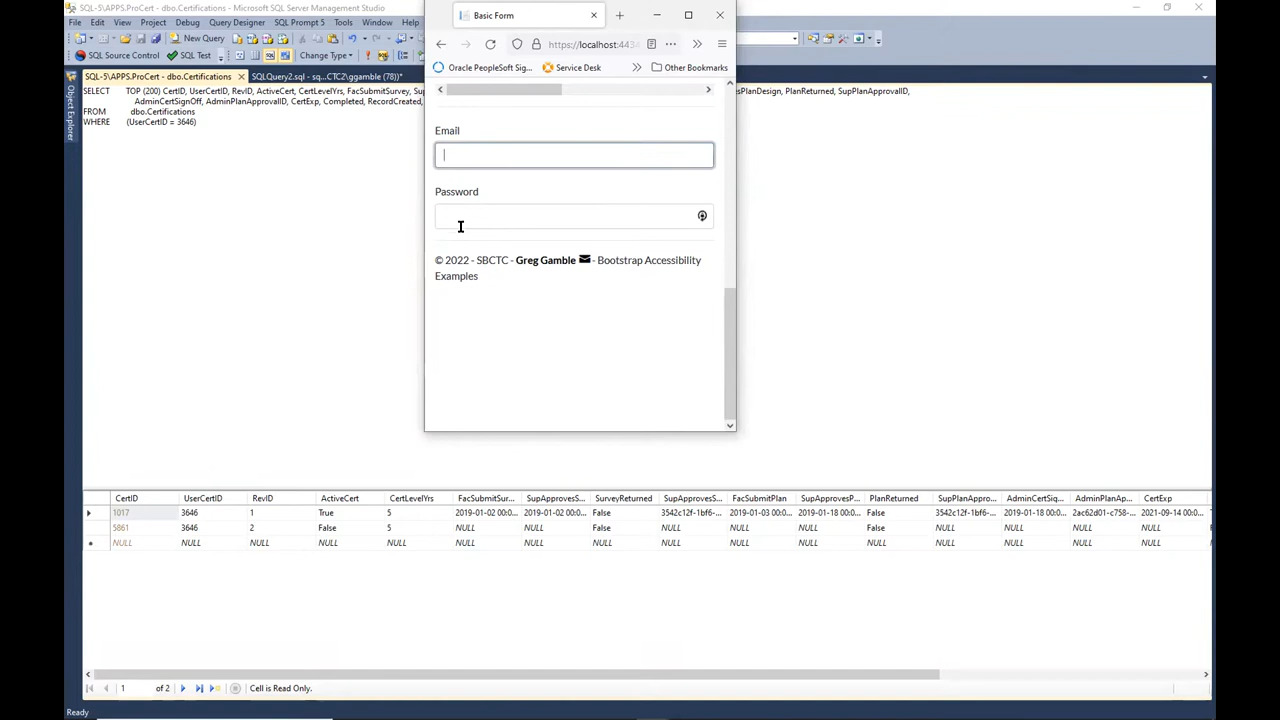 SQL-5\APPS.ProCert - dbo.Certifications - Microsoft SQL Server Management Studio
File Edit View Project Debug Query Designer SQL Prompt 5 Tools Window Help
New Query
SQL Source Control SQL Test Change Type
SQL-5\APPS.ProCert - dbo.Certifications SQLQuery2.sql - sq...CTC2\ggamble (78))*
Object Explorer
SELECT TOP (200) CertID, UserCertID, RevID, ActiveCert, CertLevelYrs, FacSubmitSurvey, Sup
esPlanDesign, PlanReturned, SupPlanApprovalID,
AdminCertSignOff, AdminPlanApprovalID, CertExp, Completed, RecordCreated,
FROM dbo.Certifications
WHERE (UserCertID = 3646)
Basic Form
https://localhost:443
Oracle PeopleSoft Sig... Service Desk Other Bookmarks
Email
Password
© 2022 - SBCTC - Greg Gamble - Bootstrap Accessibility
Examples
CertID UserCertID RevID ActiveCert CertLevelYrs FacSubmitSur... SupApprovesS... SurveyReturned SupApprovesS... FacSubmitPlan SupApprovesP... PlanReturned SupPlanAppro... AdminCertSig... AdminPlanAp... CertExp
1017 3646 1 True 5 2019-01-02 00:0... 2019-01-02 00:0... False 3542c12f-1bf6-... 2019-01-03 00:0... 2019-01-18 00:0... False 3542c12f-1bf6-... 2019-01-18 00:0... 2ac62d01-c758-... 2021-09-14 00:0...
5861 3646 2 False 5 NULL NULL False NULL NULL NULL False NULL NULL NULL NULL
NULL NULL NULL NULL NULL NULL NULL NULL NULL NULL NULL NULL NULL NULL NULL NULL
1 of 2 Cell is Read Only.
Ready